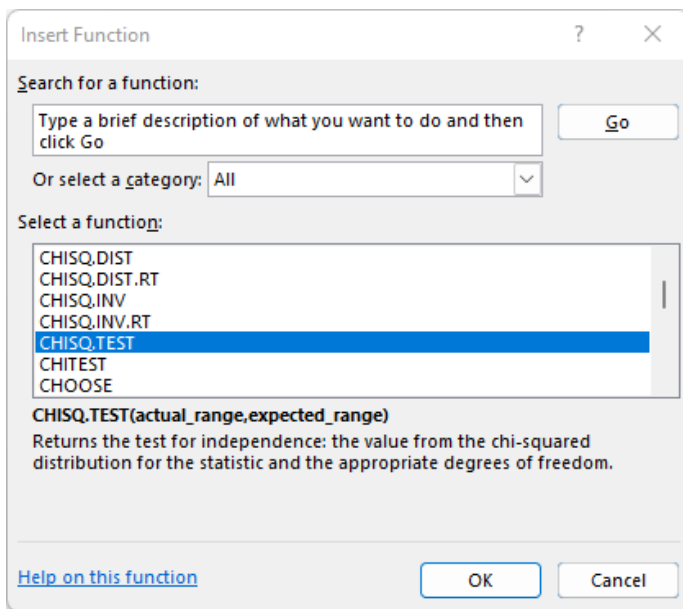 Insert Function ? ×
Search for a function:
Type a brief description of what you want to do and then
click Go
Go
Or select a category: All
Select a function:
CHISQ.DIST
CHISQ.DIST.RT
CHISQ.INV
CHISQ.INV.RT
CHISQ.TEST
CHITEST
CHOOSE
CHISQ.TEST(actual_range,expected_range)
Returns the test for independence: the value from the chi-squared
distribution for the statistic and the appropriate degrees of freedom.
Help on this function
OK
Cancel